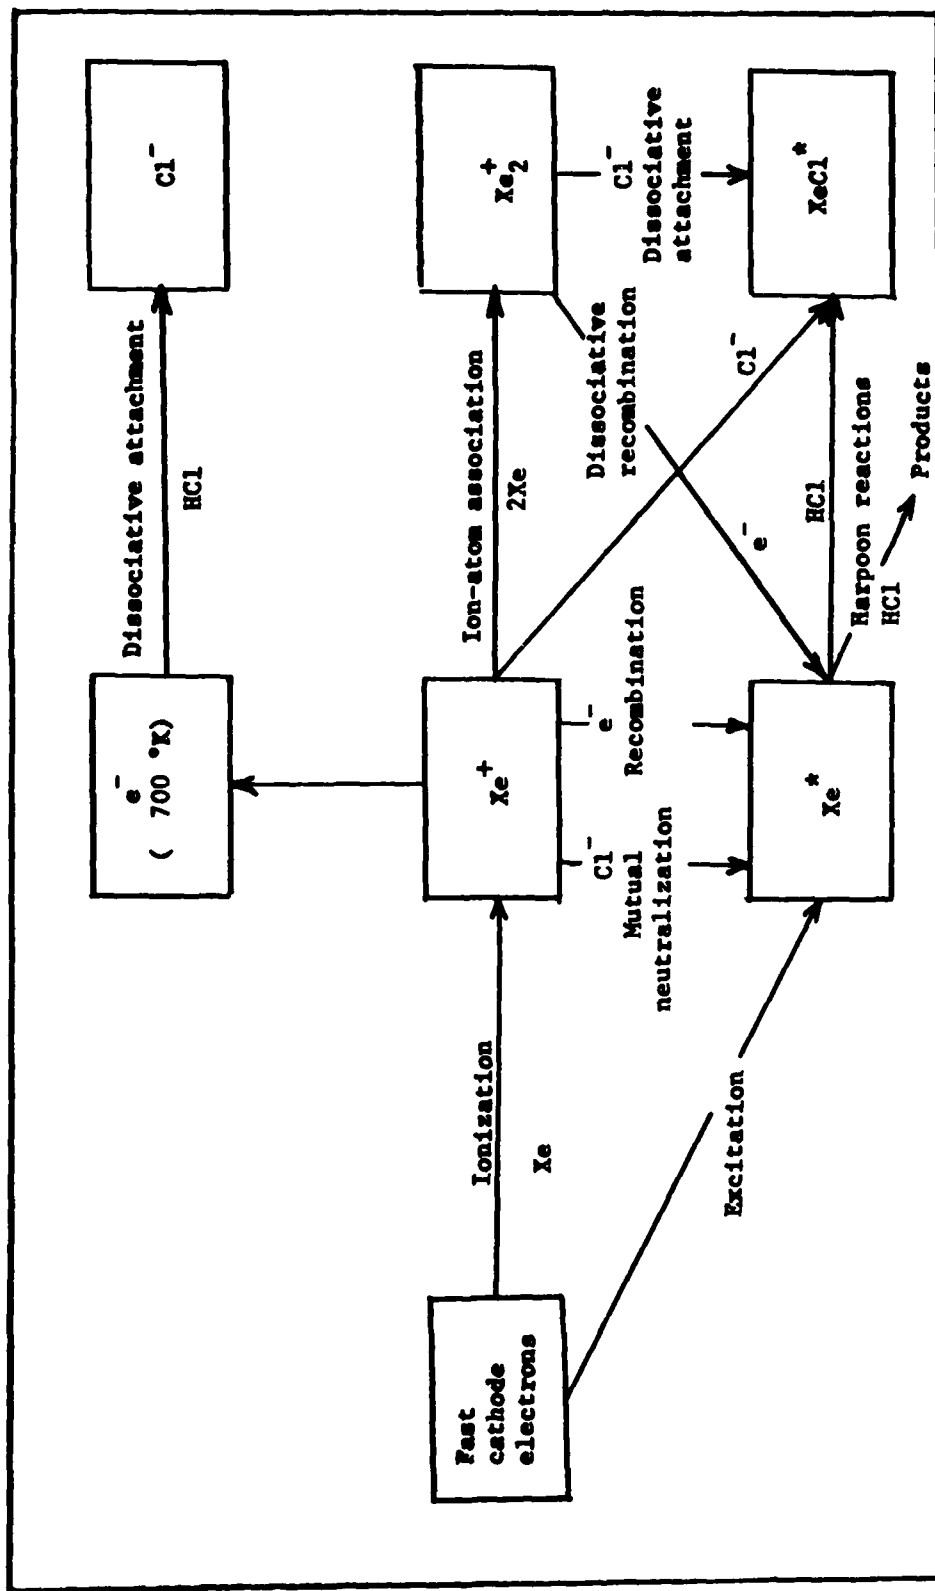 e⁻
( 700 °K)
Dissociative attachment
HCl
Cl⁻
Fast
cathode
electrons
Ionization
Xe
Xe⁺
Ion-atom association
2Xe
Xe₂⁺
Cl⁻
Mutual
neutralization
e⁻
Recombination
Dissociative
recombination
e⁻
Cl⁻
Cl⁻
Dissociative
attachment
Excitation
Xe*
HCl
Harpoon reactions
HCl
Products
XeCl*